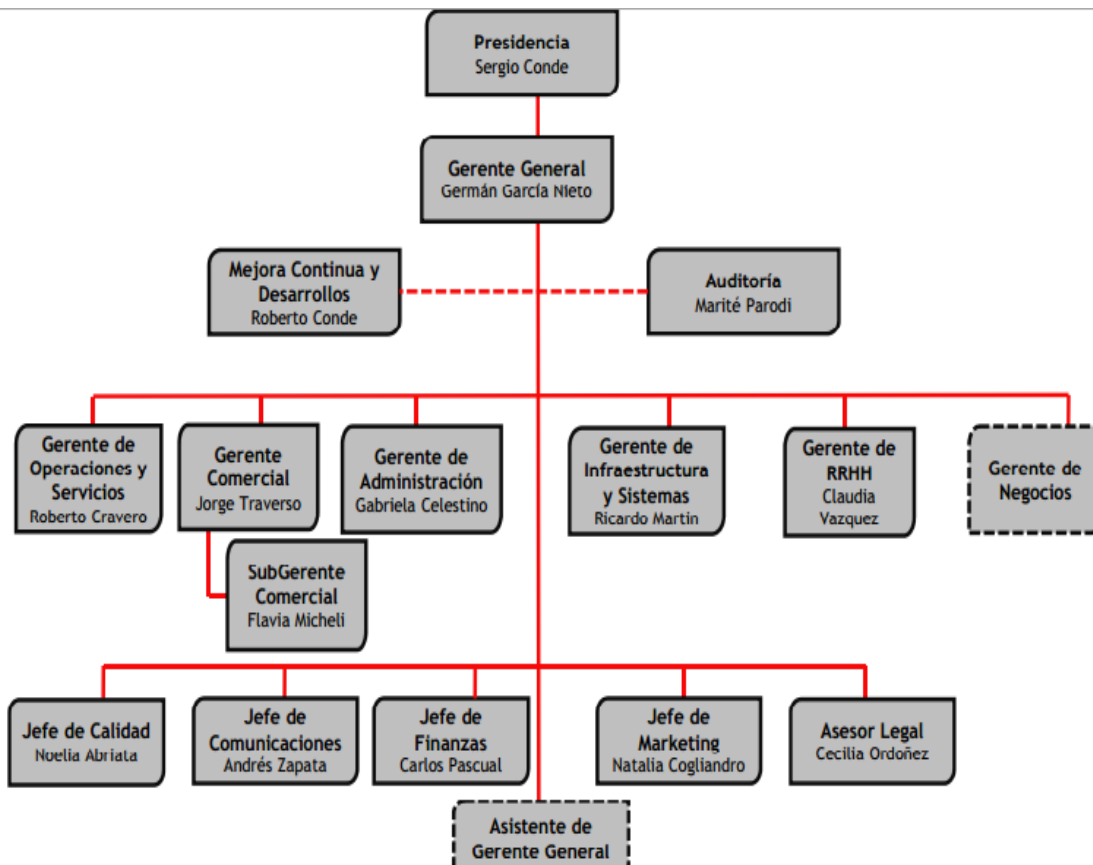 Presidencia
Sergio Conde
Gerente General
Germán García Nieto
Mejora Continua y
Desarrollos
Roberto Conde
Auditoría
Marité Parodi
Gerente de
Operaciones y
Servicios
Roberto Cravero
Gerente
Comercial
Jorge Traverso
Gerente de
Administración
Gabriela Celestino
Gerente de
Infraestructura
y Sistemas
Ricardo Martin
Gerente de
RRHH
Claudia
Vazquez
Gerente de
Negocios
SubGerente
Comercial
Flavia Micheli
Jefe de Calidad
Noelia Abriata
Jefe de
Comunicaciones
Andrés Zapata
Jefe de
Finanzas
Carlos Pascual
Jefe de
Marketing
Natalia Cogliandro
Asesor Legal
Cecilia Ordoñez
Asistente de
Gerente General